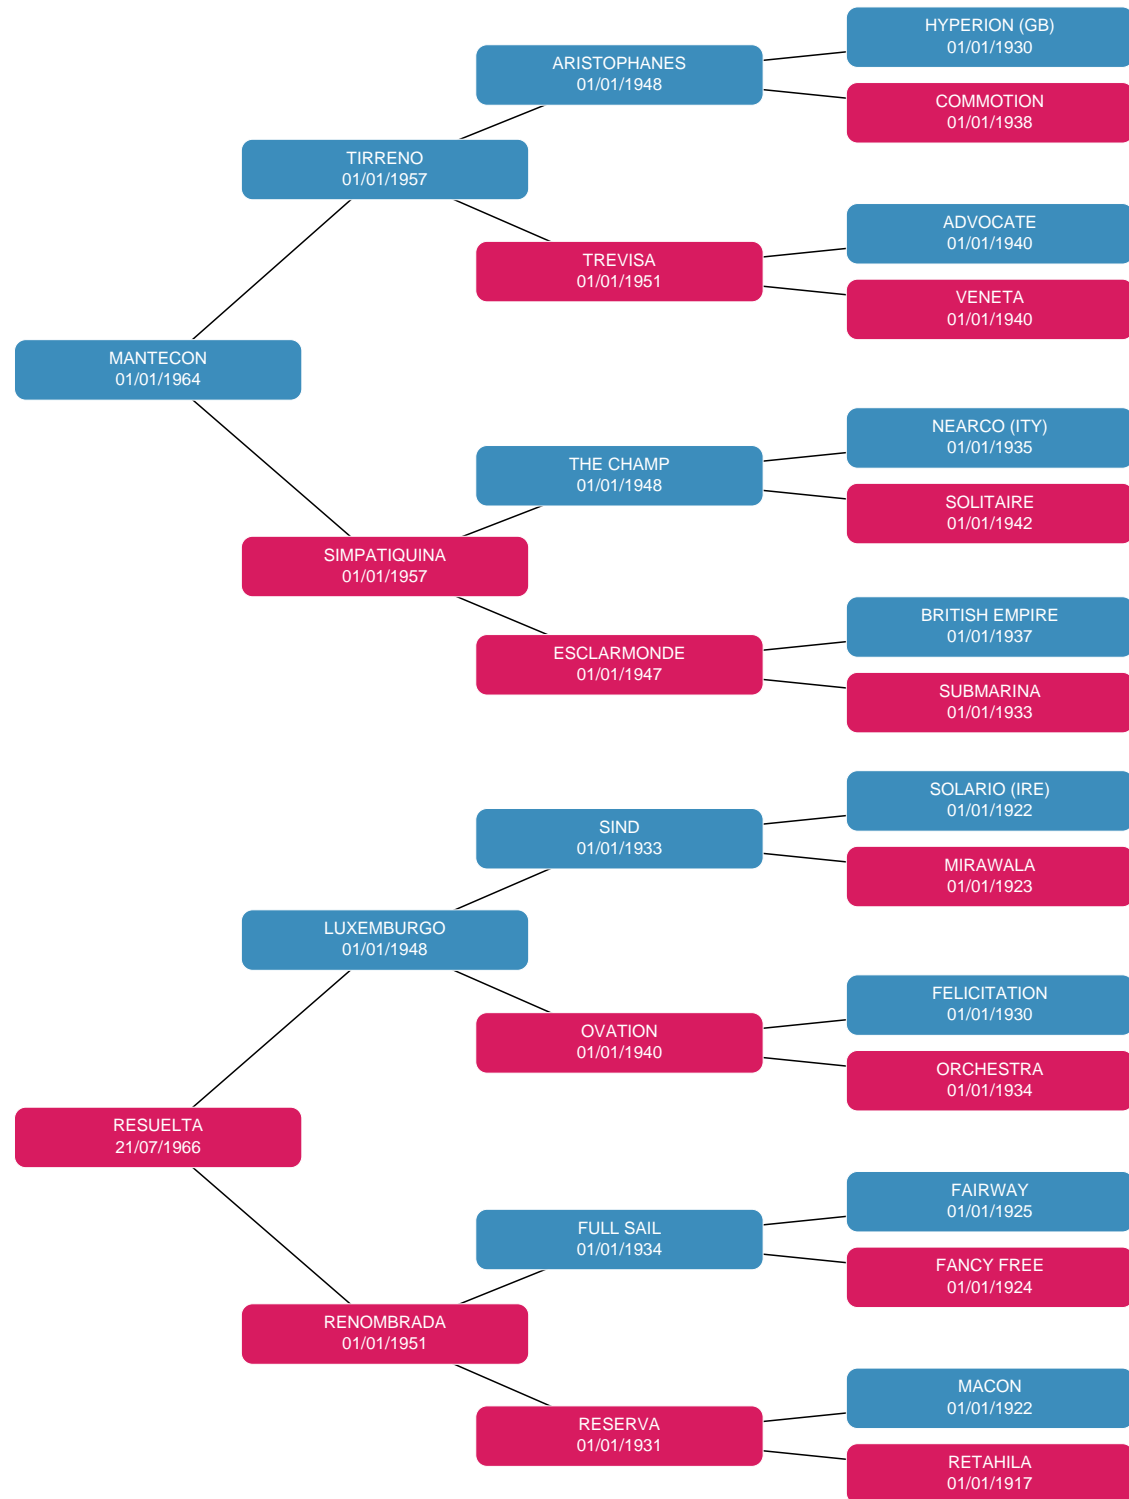 HYPERION (GB)
01/01/1930
ARISTOPHANES
01/01/1948
COMMOTION
01/01/1938
TIRRENO
01/01/1957
ADVOCATE
01/01/1940
TREVISA
01/01/1951
VENETA
01/01/1940
MANTECON
01/01/1964
NEARCO (ITY)
01/01/1935
THE CHAMP
01/01/1948
SOLITAIRE
01/01/1942
SIMPATIQUINA
01/01/1957
BRITISH EMPIRE
01/01/1937
ESCLARMONDE
01/01/1947
SUBMARINA
01/01/1933
SOLARIO (IRE)
01/01/1922
SIND
01/01/1933
MIRAWALA
01/01/1923
LUXEMBURGO
01/01/1948
FELICITATION
01/01/1930
OVATION
01/01/1940
ORCHESTRA
01/01/1934
RESUELTA
21/07/1966
FAIRWAY
01/01/1925
FULL SAIL
01/01/1934
FANCY FREE
01/01/1924
RENOMBRADA
01/01/1951
MACON
01/01/1922
RESERVA
01/01/1931
RETAHILA
01/01/1917